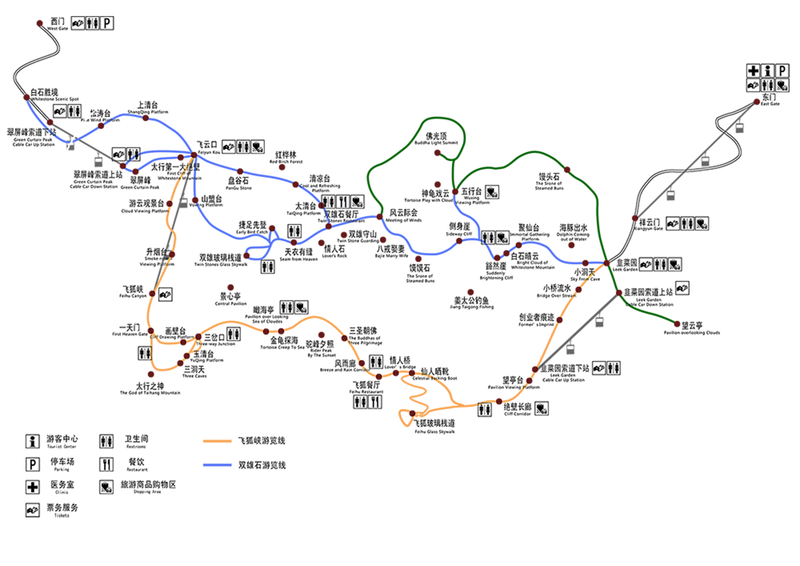 西门
West Gate
P
白石胜境
Whitestone Scenic Spot
翠屏峰索道下站
Green Curtain Peak
Cable Car Up Station
涛台
上清台
ShangQing Platform
翠屏峰索道上站
Green Curtain Peak
Cable Car Down Station
翠屏峰
Green Curtain Peak
太行第一大绝壁
First Cliff of
Whitestone Mountain
飞云口
Feiyun Kou
红桦林
Red Birch Forest
盘谷石
PanGu Stone
清凉台
Cool and Refreshing
Platform
游云观景台
Cloud Viewing Platform
山盟台
Vowing Platform
太清台
TaiQing Platform
双雄石餐厅
Twin Stones Restaurant
捷足先登
Early Bird Catch
天衣有缝
Seam from Heaven
双雄守山
Twin Stone Guarding
情人石
Lover's Rock
双雄玻璃栈道
Twin Stones Glass Skywalk
升烟台
Smokened
Viewing Platform
飞狐峡
Feihu Canyon
景心亭
Central Pavilion
佛光顶
Buddha Light Summit
神龟戏云
Tortoise Play with Cloud
五行台
Wuxing
Viewing Platform
馒头石
The Stone of
Steamed Buns
风云际会
Meeting of Winds
八戒娶妻
Bajie Marry Wife
馍馍石
The Stone of
Steamed Buns
侧身崖
Sideway Cliff
聚仙台
Immortal Gathering
Platform
海豚出水
Dolphin Coming
out of Water
白石晴云
Bright Cloud of
Whitestone Mountain
豁然崖
Suddenly
Brightening Cliff
小洞天
Sky from Cave
东门
East Gate
P
祥云门
Xiangyun Gate
韭菜园
Leek Garden
韭菜园索道上站
Leek Garden
Cable Car Down Station
望云亭
Pavilion overlooking Clouds
小桥流水
Bridge Over Stream
姜太公钓鱼
Jiang Taigong Fishing
创业者痕迹
韭菜园索道下站
Leek Garden
Cable Car Up Station
望亭台
Pavilion Viewing Platform
绝壁长廊
Cliff Corridor
一天门
First Heaven Gate
画壁台
Cliff Drawing Platform
三岔口
Three-way Junction
玉清台
YuQing Platform
三洞天
Three Caves
太行之神
The God of Taihang Mountain
瞰海亭
Pavilion over Looking
Sea of Clouds
金龟探海
Tortoise Creep To Sea
驼峰夕照
Rider Peak
By The Sunset
三圣朝佛
The Buddhas of Three
Pilgrimage
风雨廊
Breeze and Rain Corridor
飞狐餐厅
Feihu Restaurant
情人桥
Lover's Bridge
仙人晒靴
Celestial Basking Boot
飞狐玻璃栈道
Feihu Glass Skywalk
游客中心
Tourist Center
卫生间
Restrooms
飞狐峡游览线
P
停车场
Parking
餐饮
Restaurant
双雄石游览线
医务室
Clinic
旅游商品购物区
Shopping Area
票务服务
Tickets